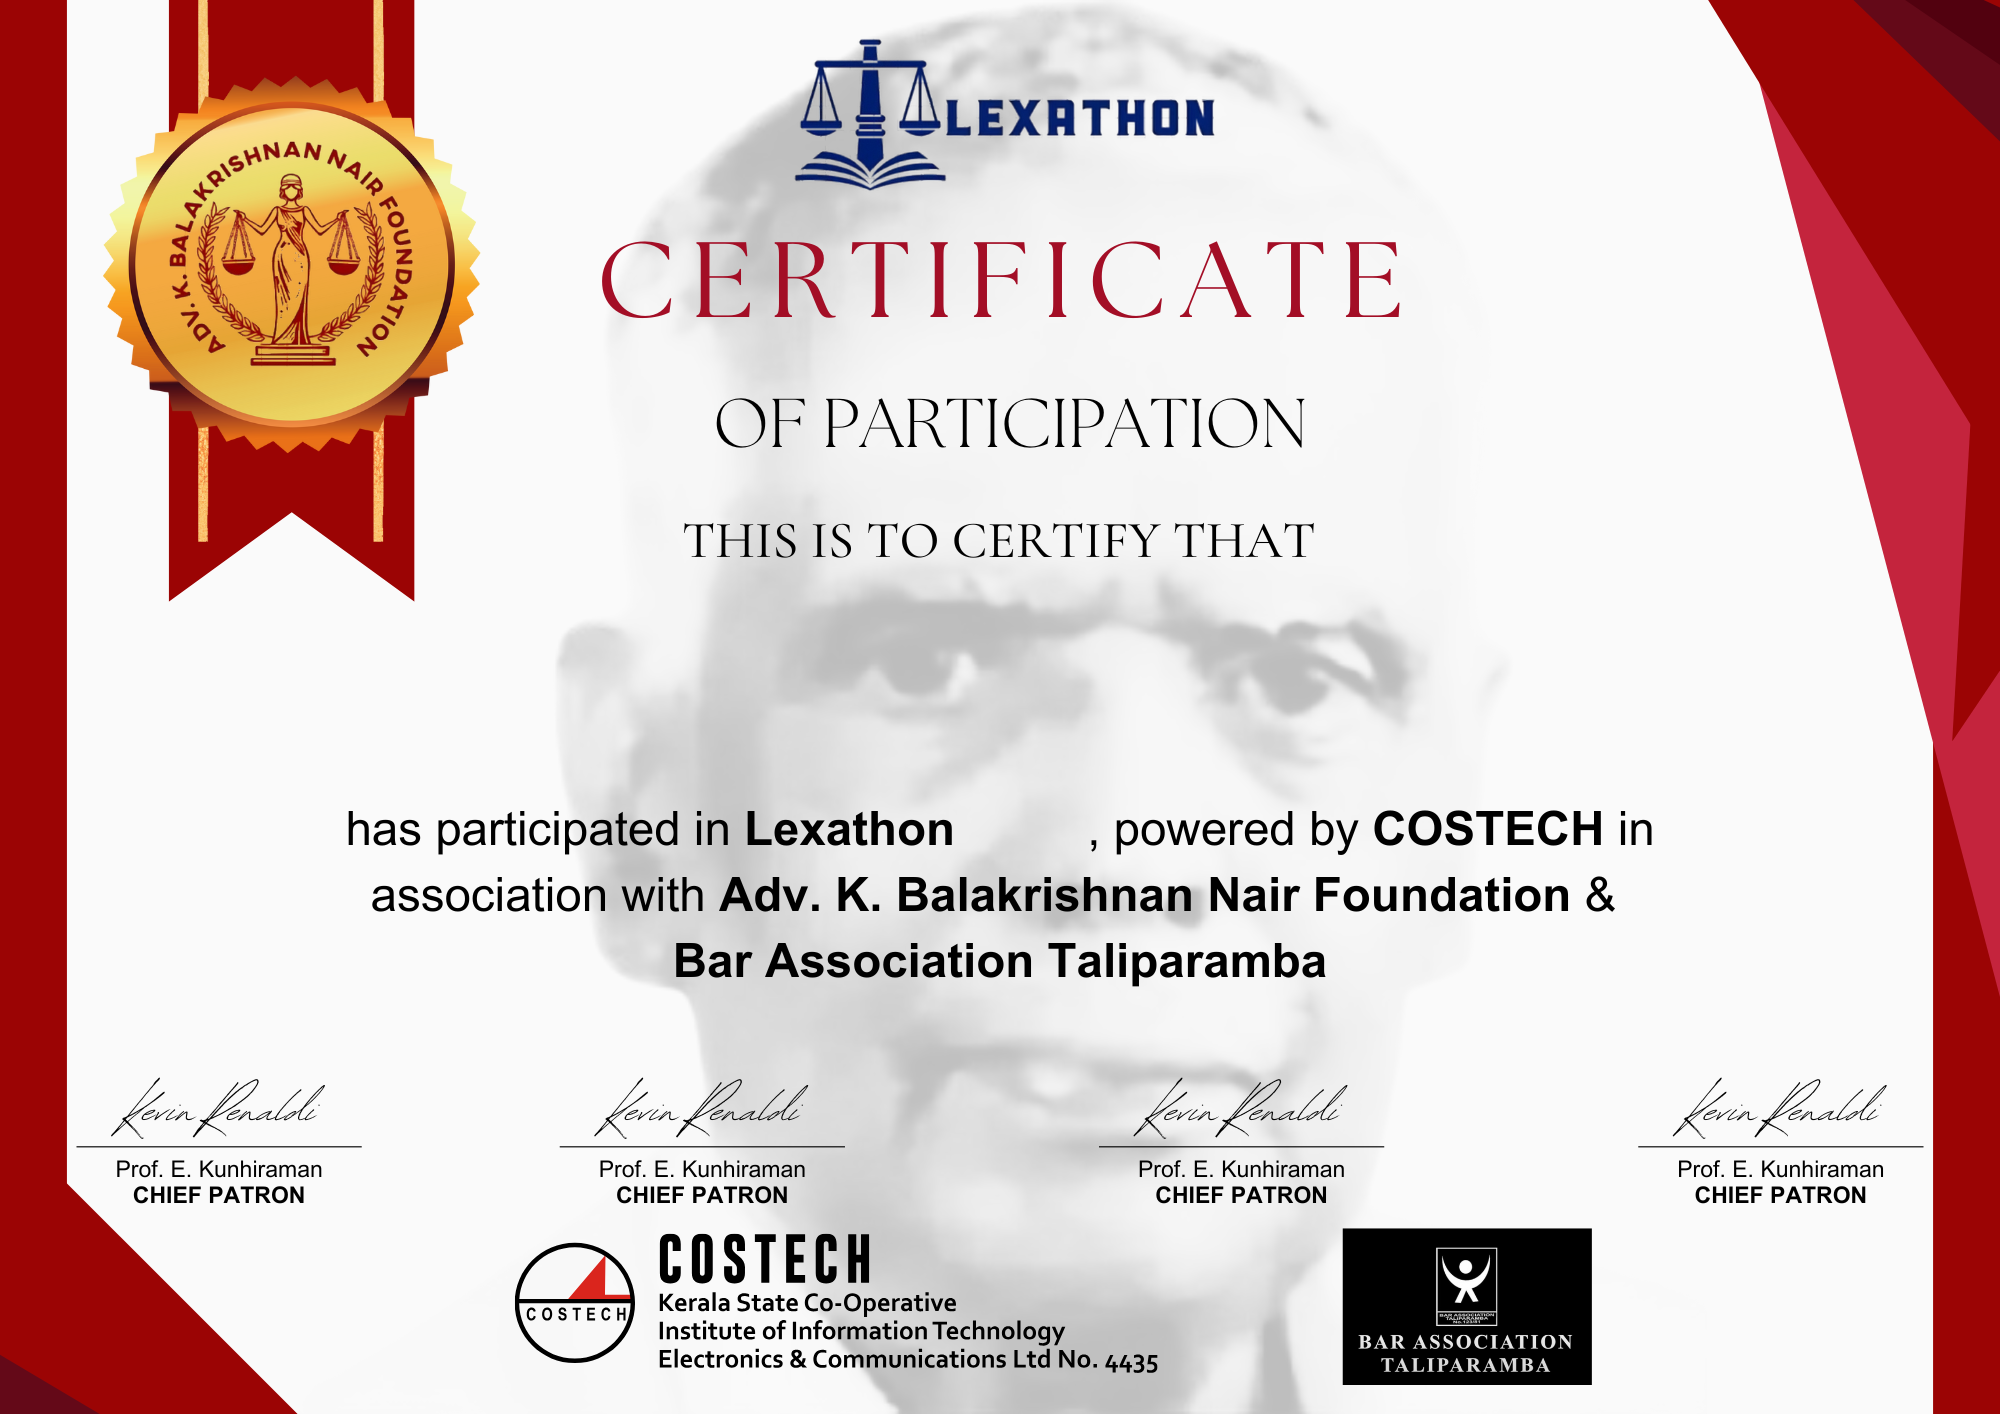 LEXATHON
ADV. K. BALAKRISHNAN NAIR FOUNDATION
CERTIFICATE
OF PARTICIPATION
THIS IS TO CERTIFY THAT
has participated in Lexathon , powered by COSTECH in
association with Adv. K. Balakrishnan Nair Foundation &
Bar Association Taliparamba
Kevin Renaldi
Prof. E. Kunhiraman
CHIEF PATRON
Kevin Renaldi
Prof. E. Kunhiraman
CHIEF PATRON
Kevin Renaldi
Prof. E. Kunhiraman
CHIEF PATRON
Kevin Renaldi
Prof. E. Kunhiraman
CHIEF PATRON
COSTECH
COSTECH
Kerala State Co-Operative
Institute of Information Technology
Electronics & Communications Ltd No. 4435
BAR ASSOCIATION
TALIPARAMBA
BAR ASSOCIATION
TALIPARAMBA